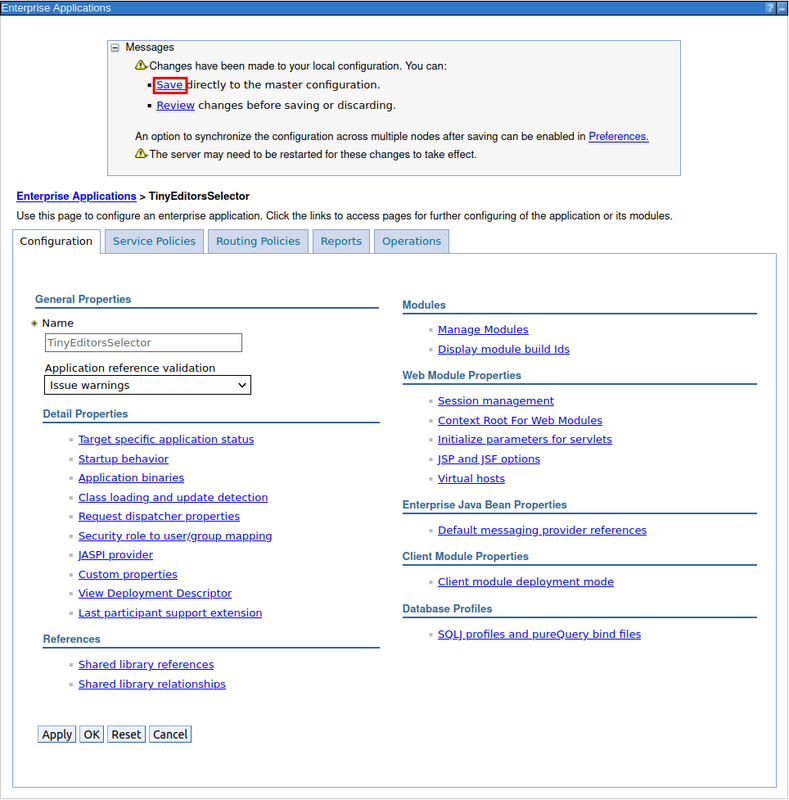 Enterprise Applications ? –
Messages
Changes have been made to your local configuration. You can:
Save directly to the master configuration.
Review changes before saving or discarding.
An option to synchronize the configuration across multiple nodes after saving can be enabled in Preferences.
The server may need to be restarted for these changes to take effect.
Enterprise Applications > TinyEditorsSelector
Use this page to configure an enterprise application. Click the links to access pages for further configuring of the application or its modules.
Configuration Service Policies Routing Policies Reports Operations
General Properties
Name
TinyEditorsSelector
Application reference validation
Issue warnings
Detail Properties
Target specific application status
Startup behavior
Application binaries
Class loading and update detection
Request dispatcher properties
Security role to user/group mapping
JASPI provider
Custom properties
View Deployment Descriptor
Last participant support extension
References
Shared library references
Shared library relationships
Modules
Manage Modules
Display module build Ids
Web Module Properties
Session management
Context Root For Web Modules
Initialize parameters for servlets
JSP and JSF options
Virtual hosts
Enterprise Java Bean Properties
Default messaging provider references
Client Module Properties
Client module deployment mode
Database Profiles
SQLJ profiles and pureQuery bind files
Apply OK Reset Cancel